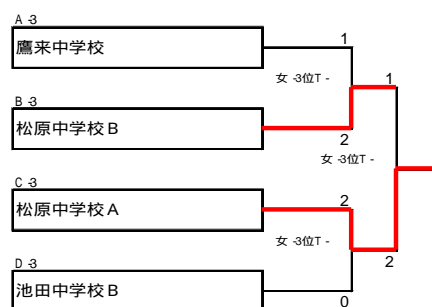 A -3
鷹来中学校
1
女 -3位T -
1
B -3
松原中学校B
2
女 -3位T -
C -3
松原中学校A
2
女 -3位T -
2
D -3
池田中学校B
0